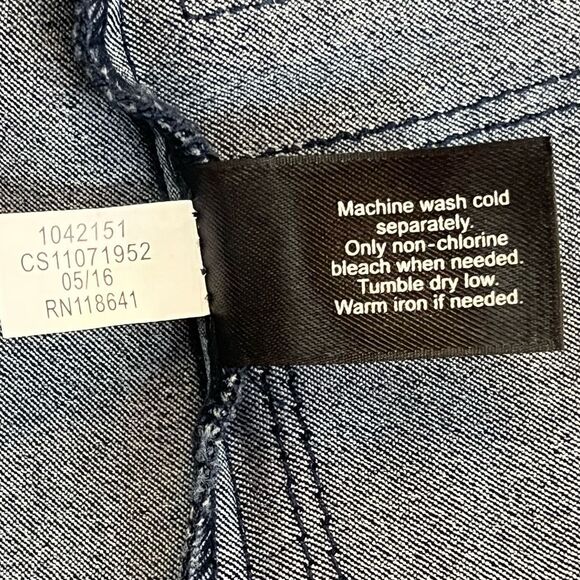 1042151
CS11071952
05/16
RN118641
Machine wash cold
separately.
Only non-chlorine
bleach when needed.
Tumble dry low.
Warm iron if needed.